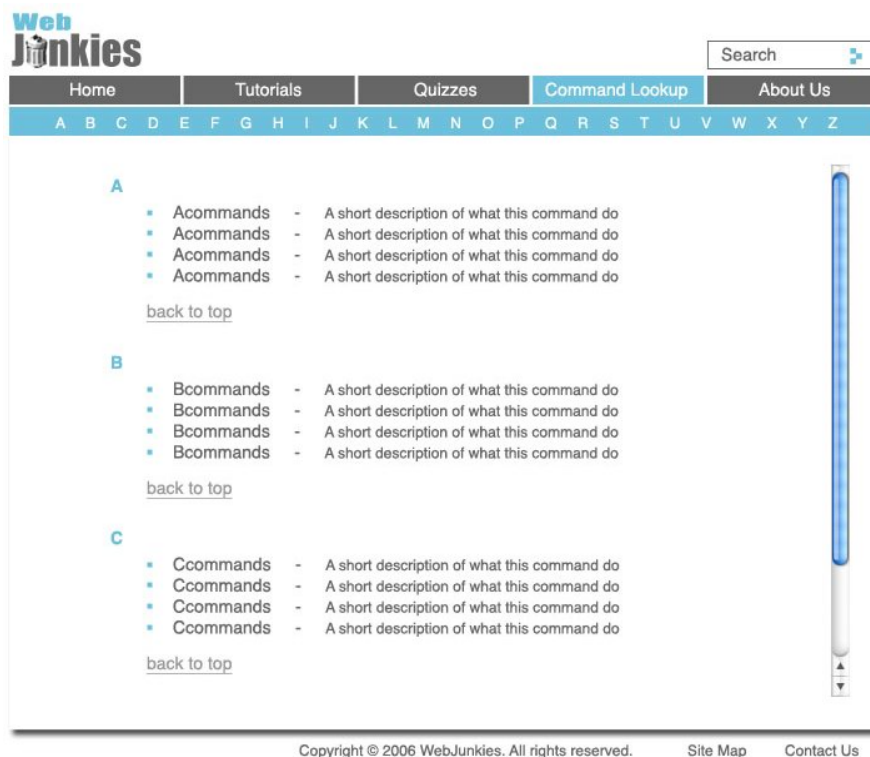 Web
Junkies
Search
Home Tutorials Quizzes Command Lookup About Us
A B C D E F G H I J K L M N O P Q R S T U V W X Y Z
A
Acommands - A short description of what this command do
Acommands - A short description of what this command do
Acommands - A short description of what this command do
Acommands - A short description of what this command do
back to top
B
Bcommands - A short description of what this command do
Bcommands - A short description of what this command do
Bcommands - A short description of what this command do
Bcommands - A short description of what this command do
back to top
C
Ccommands - A short description of what this command do
Ccommands - A short description of what this command do
Ccommands - A short description of what this command do
Ccommands - A short description of what this command do
back to top
Copyright © 2006 WebJunkies. All rights reserved. Site Map Contact Us